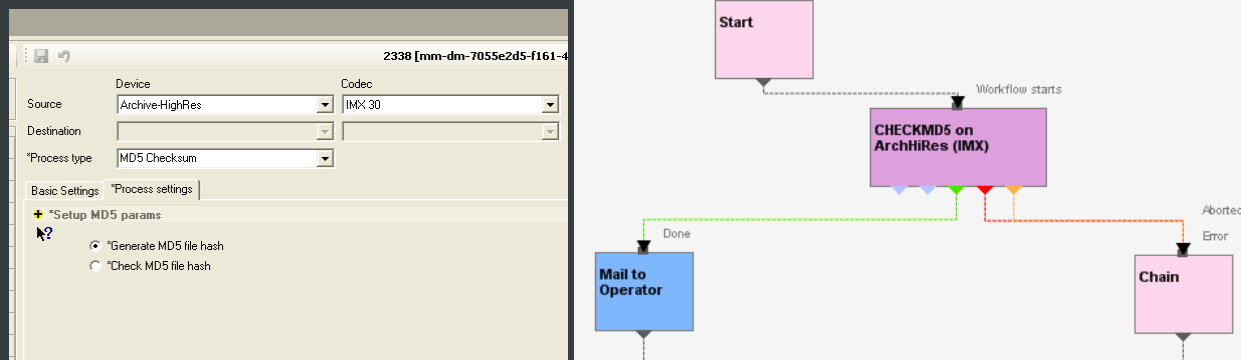 2338 [mm-dm-7055e2d5-f161-4
Device Codec
Source Archive-HighRes IMX 30
Destination
*Process type MD5 Checksum
Basic Settings *Process settings
*Setup MD5 params
*Generate MD5 file hash
*Check MD5 file hash
Start
Workflow starts
CHECKMD5 on
ArchHiRes (IMX)
Done
Aborted
Error
Mail to
Operator
Chain